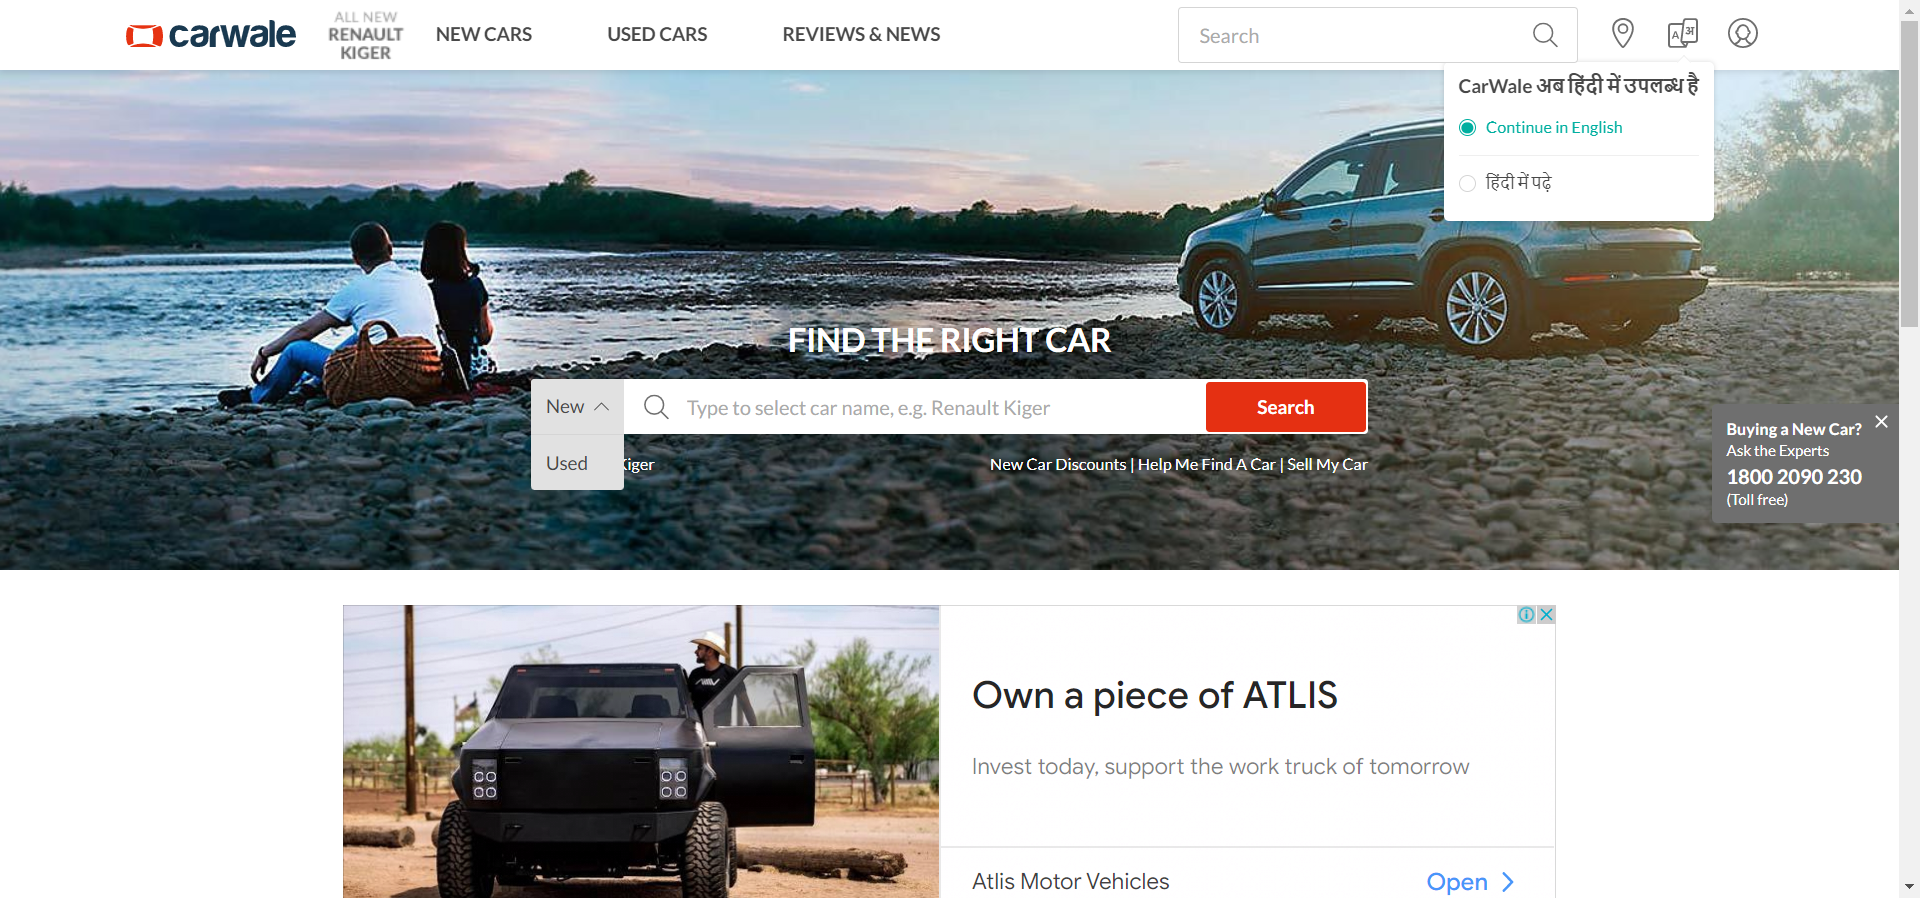 carwale
ALL NEW
RENAULT
KIGER
NEW CARS
USED CARS
REVIEWS & NEWS
Search
A अ
CarWale अब हिंदी में उपलब्ध है
Continue in English
हिंदी में पढ़े
FIND THE RIGHT CAR
New
Type to select car name, e.g. Renault Kiger
Search
Used
Kiger
New Car Discounts | Help Me Find A Car | Sell My Car
Buying a New Car?
Ask the Experts
1800 2090 230
(Toll free)
Own a piece of ATLIS
Invest today, support the work truck of tomorrow
Atlis Motor Vehicles
Open